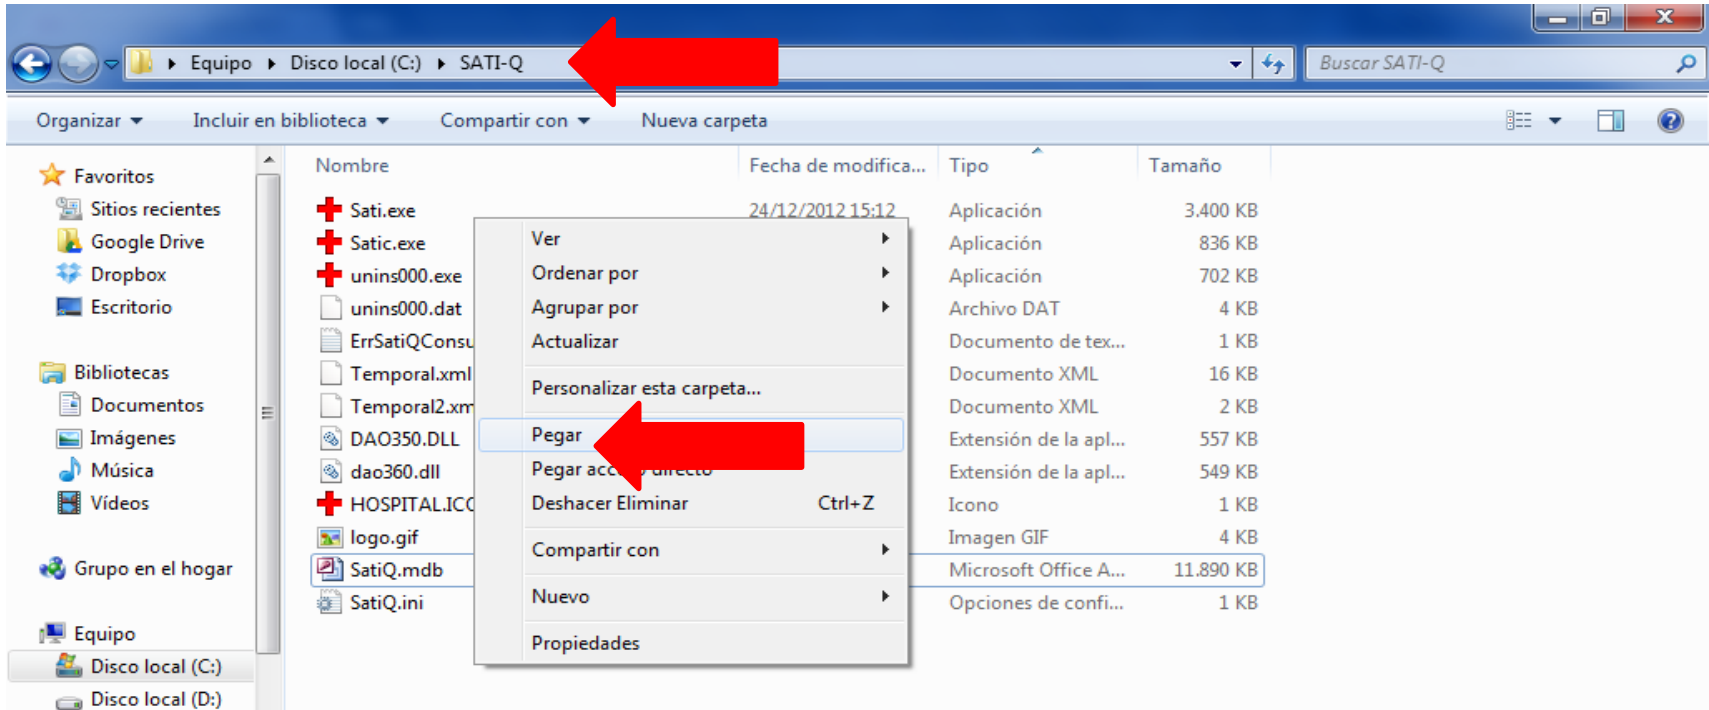 Equipo Disco local (C:) SATI-Q
Buscar SATI-Q
Organizar Incluir en biblioteca Compartir con Nueva carpeta
Favoritos
Sitios recientes
Google Drive
Dropbox
Escritorio
Bibliotecas
Documentos
Imágenes
Música
Vídeos
Grupo en el hogar
Equipo
Disco local (C:)
Disco local (D:)
Nombre Fecha de modifica... Tipo Tamaño
Sati.exe 24/12/2012 15:12 Aplicación 3.400 KB
Satic.exe Aplicación 836 KB
unins000.exe Aplicación 702 KB
unins000.dat Archivo DAT 4 KB
ErrSatiQConsu Documento de tex... 1 KB
Temporal.xml Documento XML 16 KB
Temporal2.xm Documento XML 2 KB
DAO350.DLL Extensión de la apl... 557 KB
dao360.dll Extensión de la apl... 549 KB
HOSPITAL.ICO Icono 1 KB
logo.gif Imagen GIF 4 KB
SatiQ.mdb Microsoft Office A... 11.890 KB
SatiQ.ini Opciones de confi... 1 KB
Ver
Ordenar por
Agrupar por
Actualizar
Personalizar esta carpeta...
Pegar
Pegar directo
Deshacer Eliminar Ctrl+Z
Compartir con
Nuevo
Propiedades